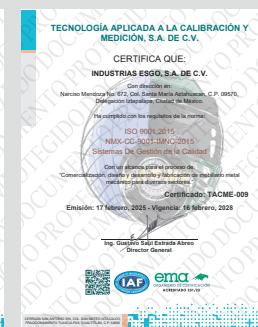 TECNOLOGÍA APLICADA A LA CALIBRACIÓN Y
MEDICIÓN, S.A. DE C.V.
CERTIFICA QUE:
INDUSTRIAS ESGO, S.A. DE C.V.
Con dirección en:
Narciso Mendoza No. 672, Col. Santa María Aztahuacan, C.P. 09570,
Delegación Iztapalapa, Ciudad de México.
Ha cumplido con los requisitos de la norma:
ISO 9001:2015
NMX-CC-9001-IMNC-2015
Sistemas De Gestión de la Calidad
Con un alcance para el proceso de
"Comercialización, diseño y desarrollo y fabricación de mobiliario metal
mecánico para diversos sectores."
Certificado: TACME-009
Emisión: 17 febrero, 2025 - Vigencia: 16 febrero, 2028
Ing. Gustavo Saúl Estrada Abreo
Director General
IAF
ema
ORGANISMO DE CERTIFICACIÓN